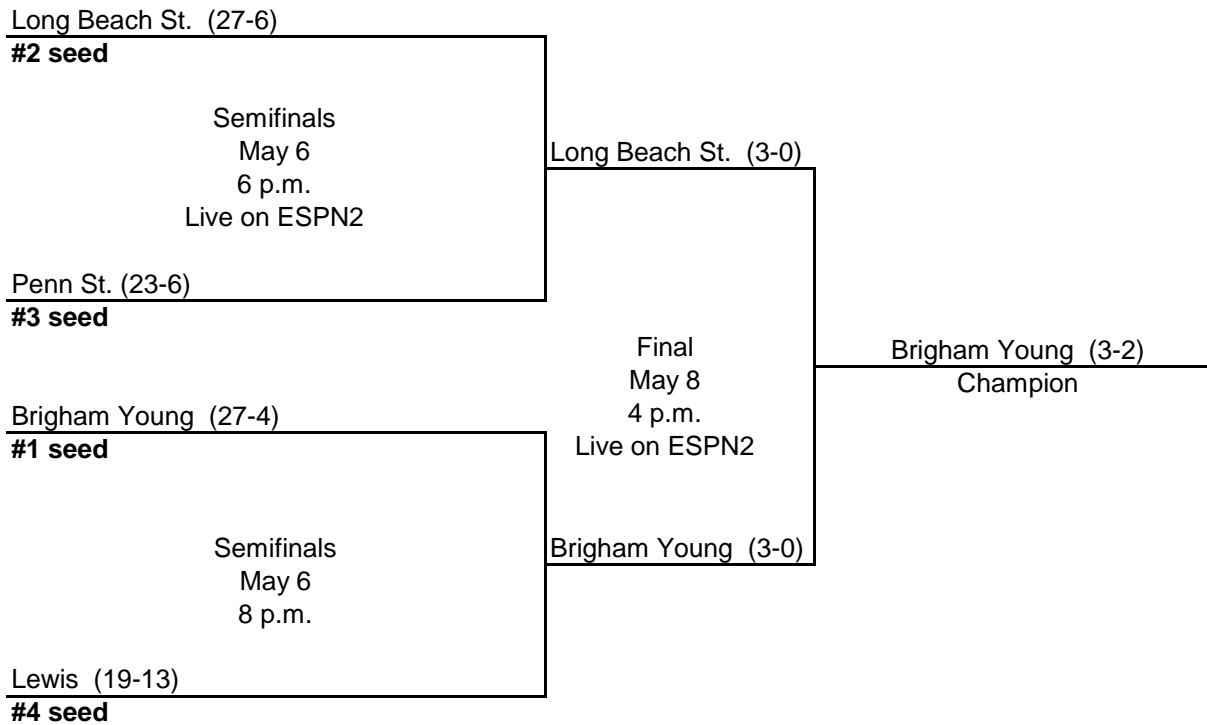 Long Beach St. (27-6)
#2 seed
Semifinals
May 6
6 p.m.
Live on ESPN2
Long Beach St. (3-0)
Penn St. (23-6)
#3 seed
Final
May 8
4 p.m.
Live on ESPN2
Brigham Young (3-2)
Champion
Brigham Young (27-4)
#1 seed
Semifinals
May 6
8 p.m.
Brigham Young (3-0)
Lewis (19-13)
#4 seed